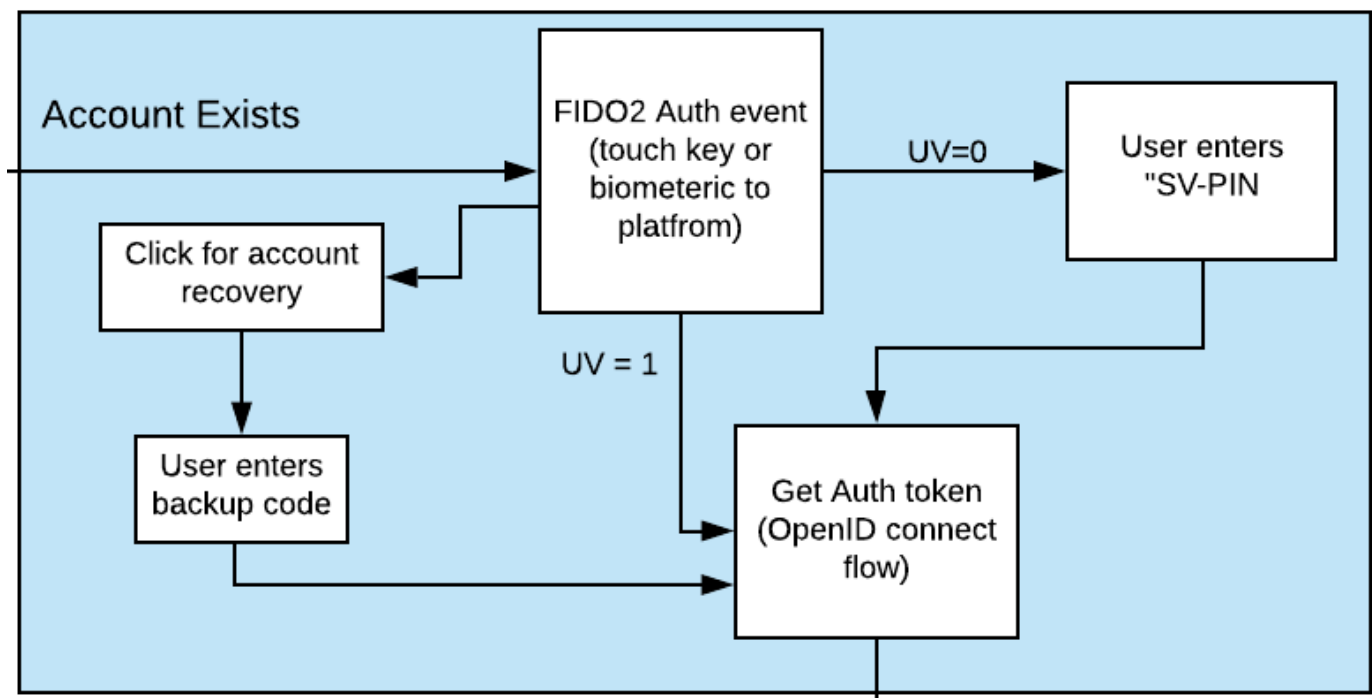 Account Exists
FIDO2 Auth event
(touch key or
biometeric to
platfrom)
UV=0
User enters
"SV-PIN
Click for account
recovery
UV = 1
User enters
backup code
Get Auth token
(OpenID connect
flow)